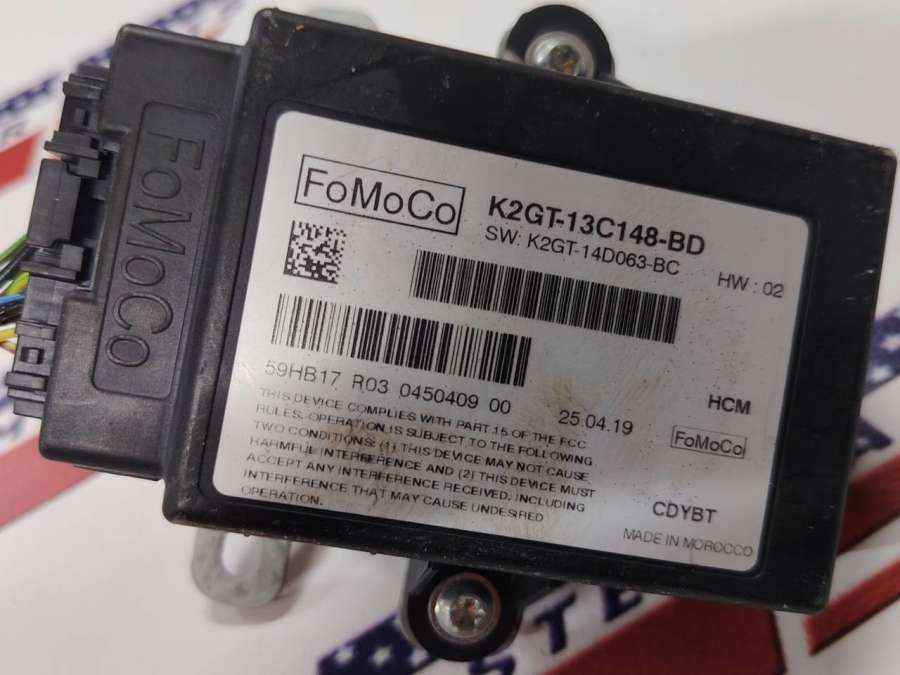 FoMoCo
FoMoCo
K2GT-13C148-BD
SW: K2GT-14D063-BC
HW : 02
59HB17 R03 0450409 00
25.04.19
HCM
FoMoCo
THIS DEVICE COMPLIES WITH PART 15 OF THE FCC
RULES. OPERATION IS SUBJECT TO THE FOLLOWING
TWO CONDITIONS: (1) THIS DEVICE MAY NOT CAUSE
HARMFUL INTERFERENCE AND (2) THIS DEVICE MUST
ACCEPT ANY INTERFERENCE RECEIVED, INCLUDING
INTERFERENCE THAT MAY CAUSE UNDESIRED
OPERATION.
CDYBT
MADE IN MOROCCO